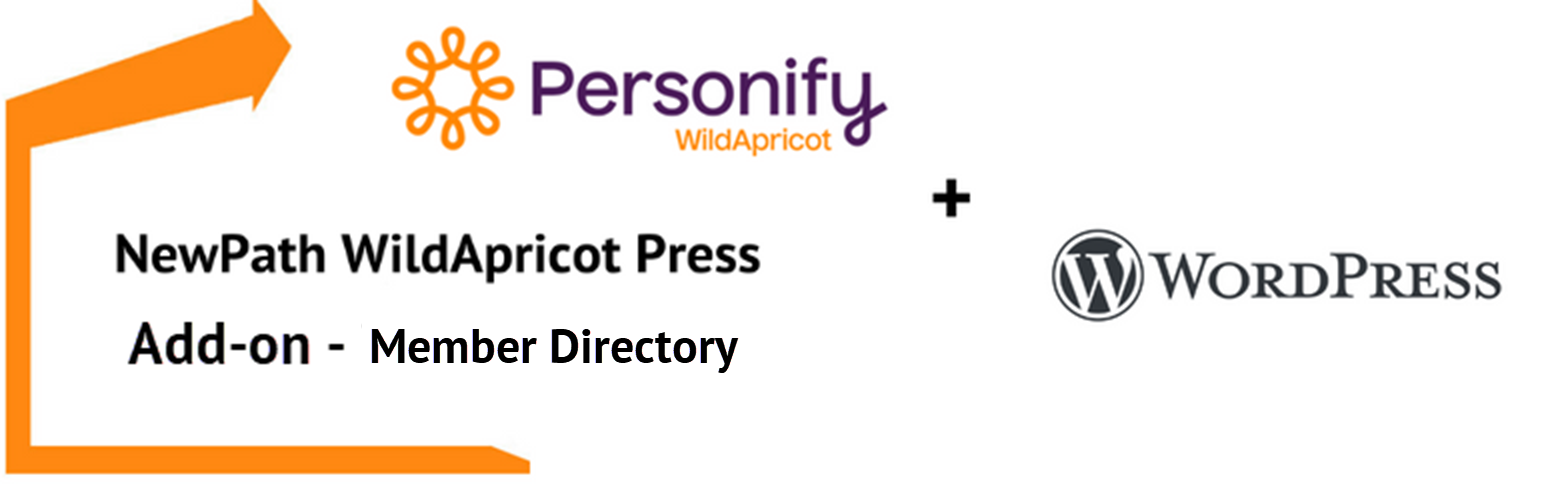 Personify
WildApricot
+
NewPath WildApricot Press
WORDPRESS
Add-on - Member Directory